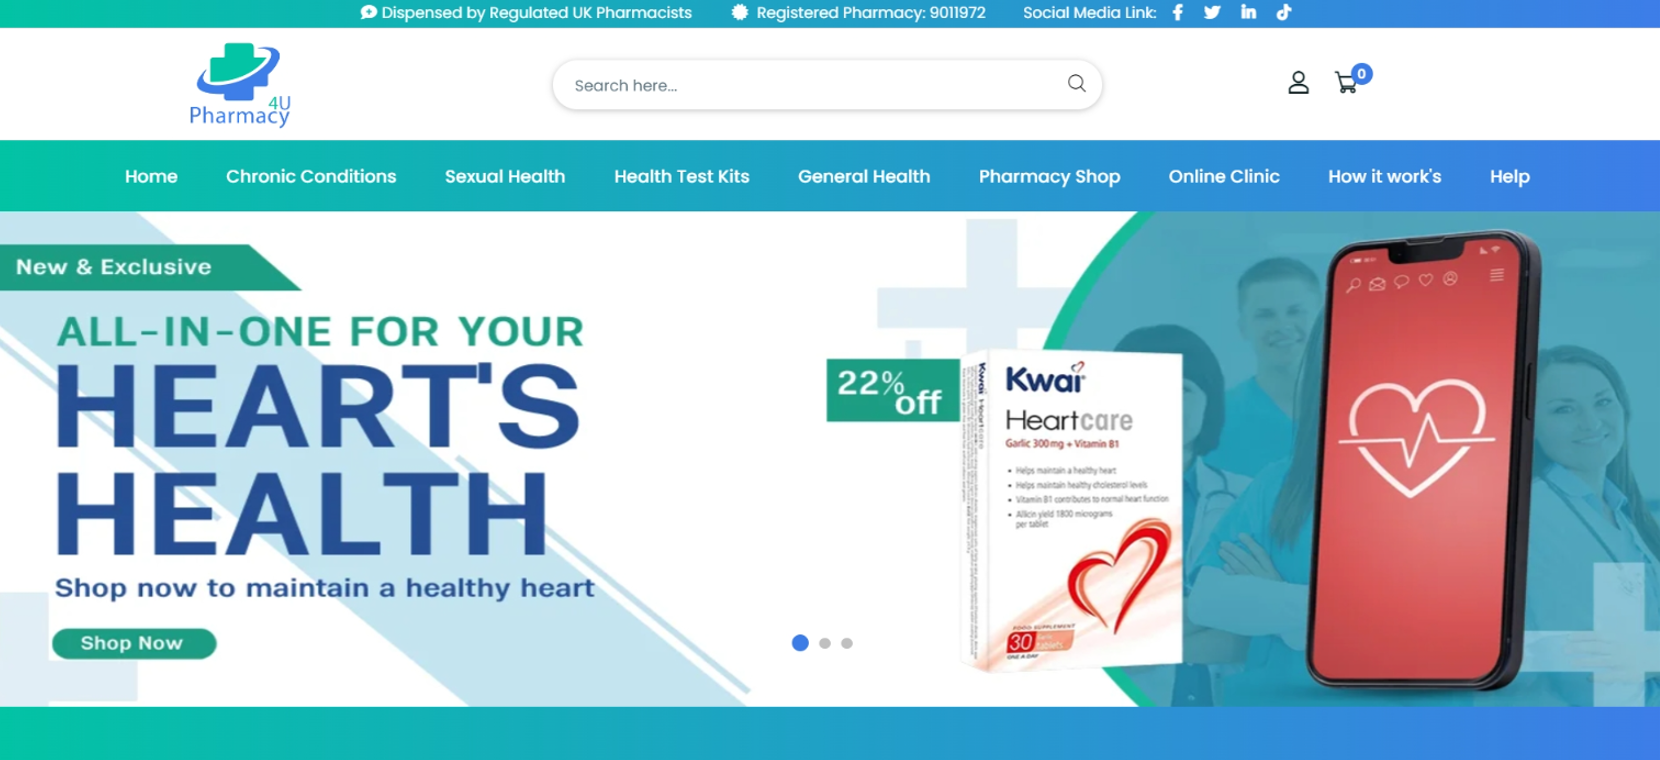 Dispensed by Regulated UK Pharmacists
Registered Pharmacy: 9011972
Social Media Link:
4U
Pharmacy
Search here...
0
Home
Chronic Conditions
Sexual Health
Health Test Kits
General Health
Pharmacy Shop
Online Clinic
How it work's
Help
New & Exclusive
ALL-IN-ONE FOR YOUR
HEART'S
HEALTH
Shop now to maintain a healthy heart
Shop Now
22%
off
Kwai
Heartcare
Garlic 300mg + Vitamin B1
• Helps maintain a healthy heart
• Helps maintain healthy cholesterol levels
• Vitamin B1 contributes to normal heart function
• Allicin yield 1800 micrograms
per tablet
FOOD SUPPLEMENT
30
tablets
ONE A DAY
Kwai Heartcare